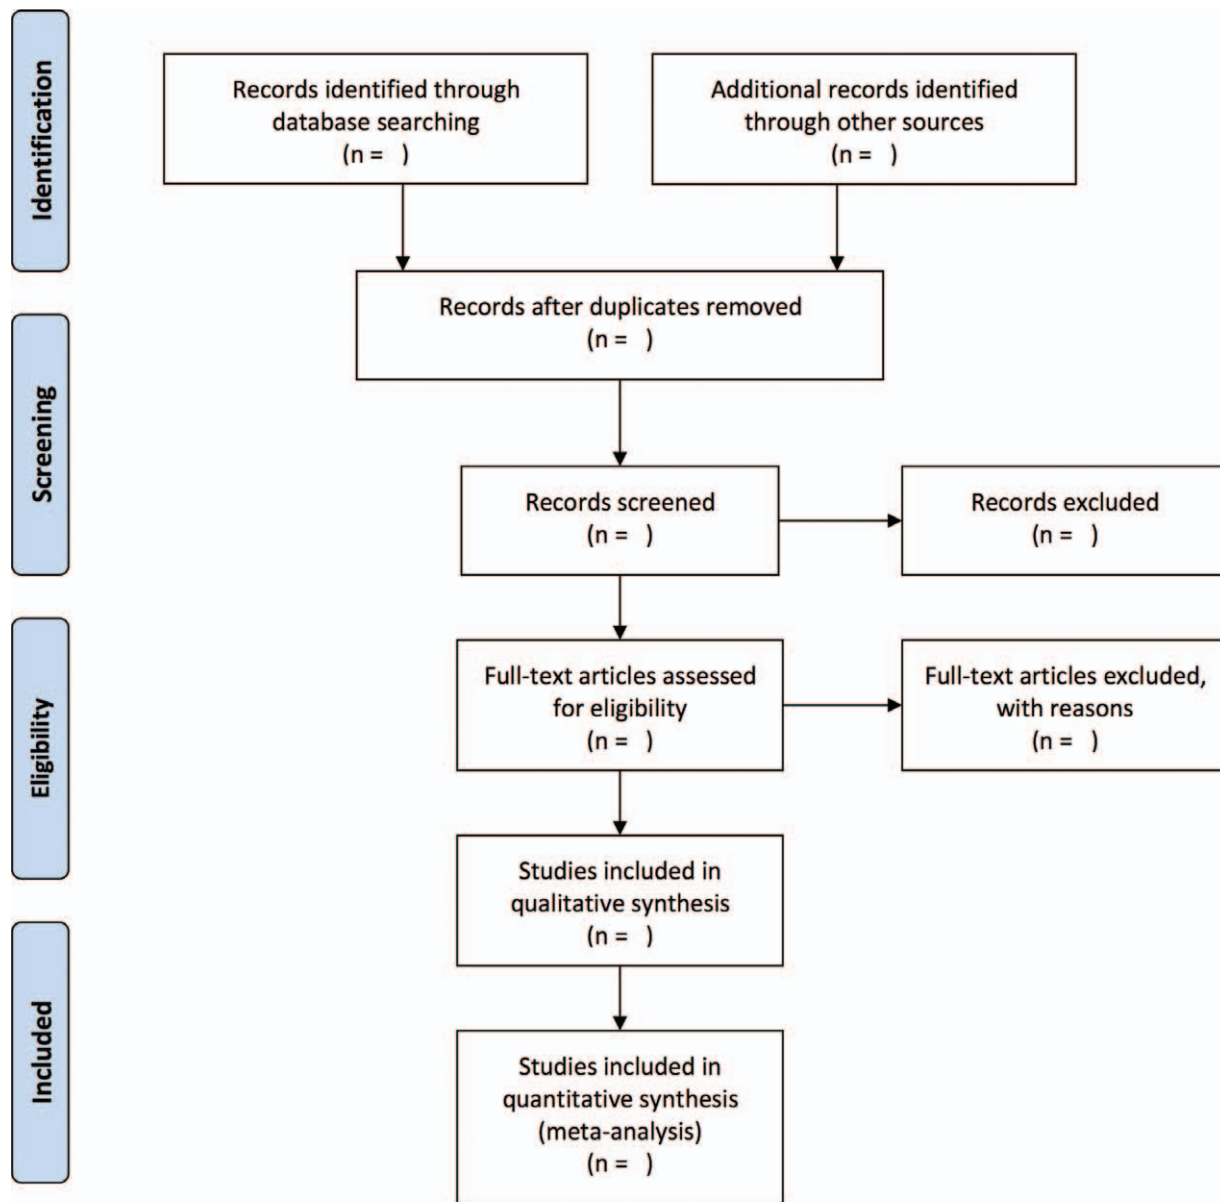 Identification
Records identified through
database searching
(n =   )
Additional records identified
through other sources
(n =   )
Records after duplicates removed
(n =   )
Screening
Records screened
(n =   )
Records excluded
(n =   )
Eligibility
Full-text articles assessed
for eligibility
(n =   )
Full-text articles excluded,
with reasons
(n =   )
Studies included in
qualitative synthesis
(n =   )
Included
Studies included in
quantitative synthesis
(meta-analysis)
(n =   )